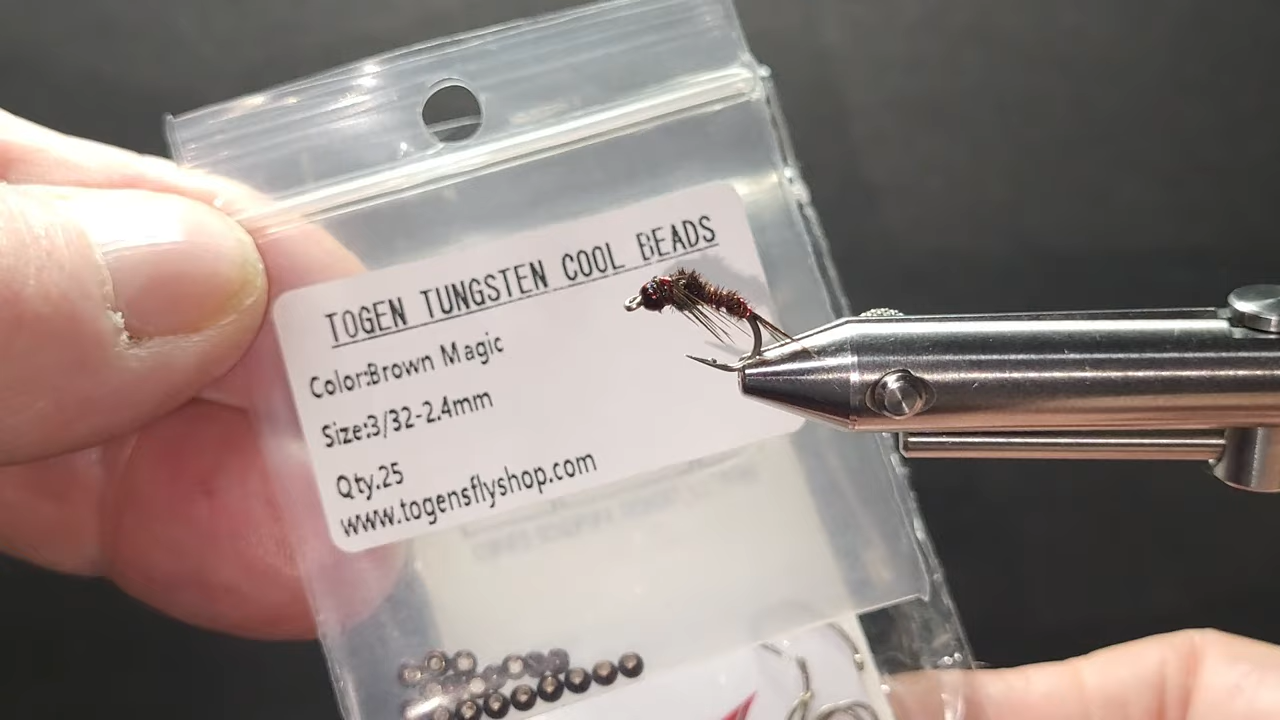 TOGEN TUNGSTEN COOL BEADS
Color:Brown Magic
Size:3/32-2.4mm
Qty.25
www.togensflyshop.com